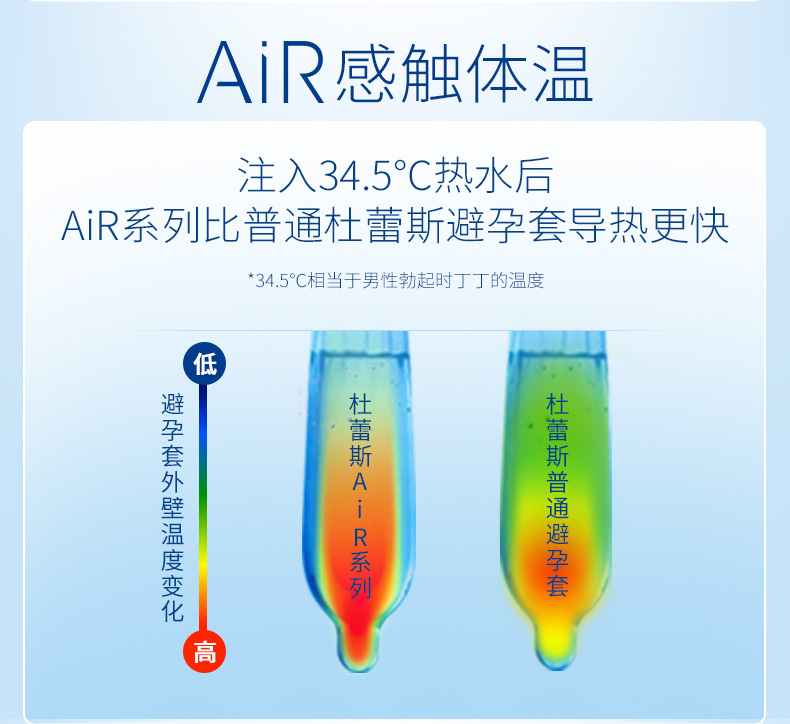 AiR感触体温
注入34.5°C热水后
AiR系列比普通杜蕾斯避孕套导热更快
*34.5°C相当于男性勃起时丁丁的温度
低
避孕套外壁温度变化
高
杜蕾斯AiR系列
杜蕾斯普通避孕套